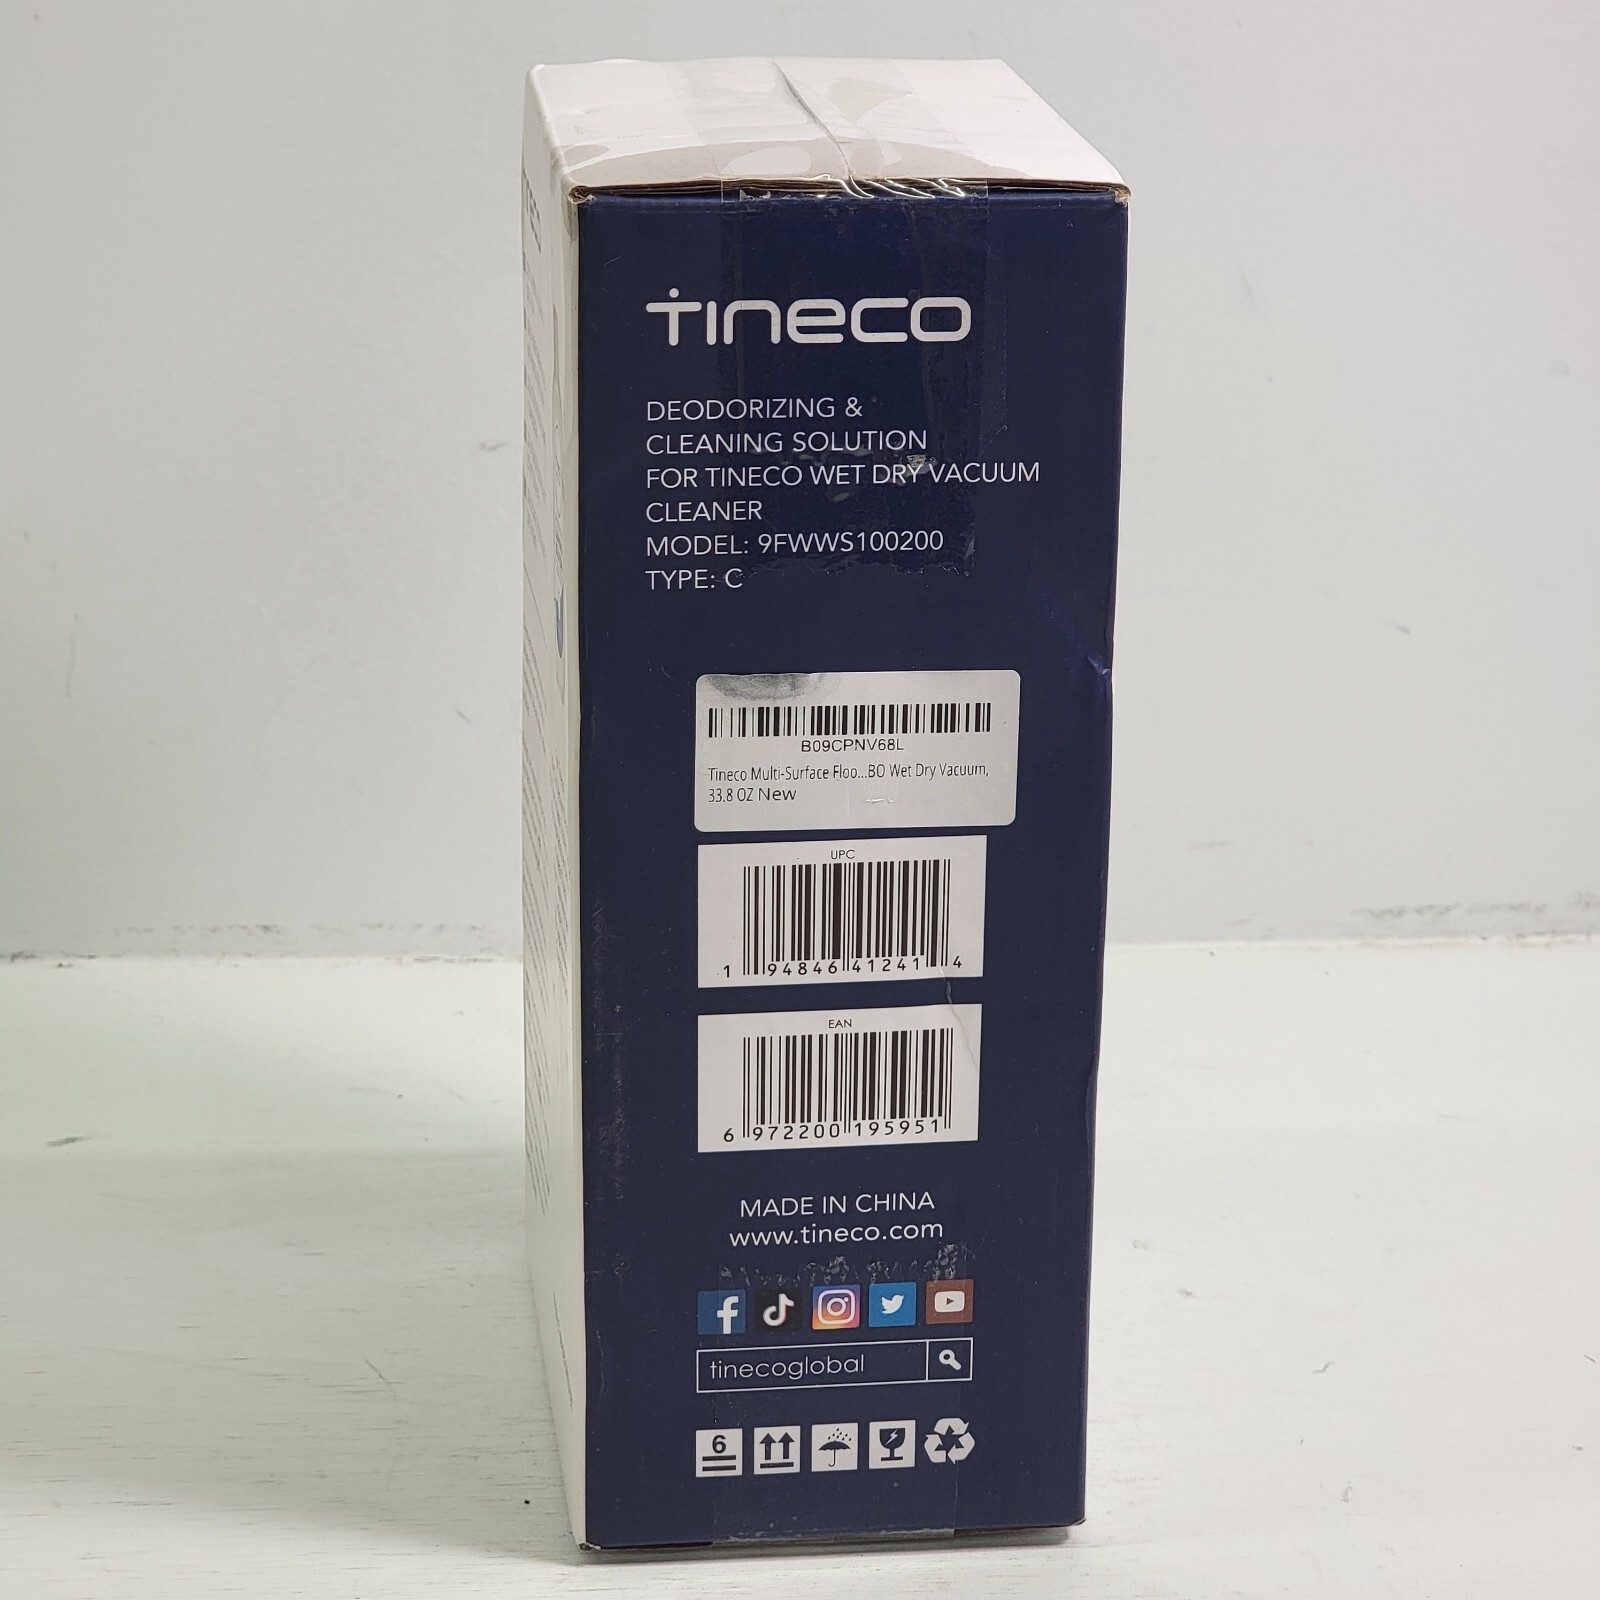 TINECO
DEODORIZING &
CLEANING SOLUTION
FOR TINECO WET DRY VACUUM
CLEANER
MODEL: 9FWWS100200
TYPE: C
B09CPNV68L
Tineco Multi-Surface Floo...BO Wet Dry Vacuum,
33.8 OZ New
UPC
1 94846 41241 4
EAN
6 972200 195951
MADE IN CHINA
www.tineco.com
tinecoglobal
6